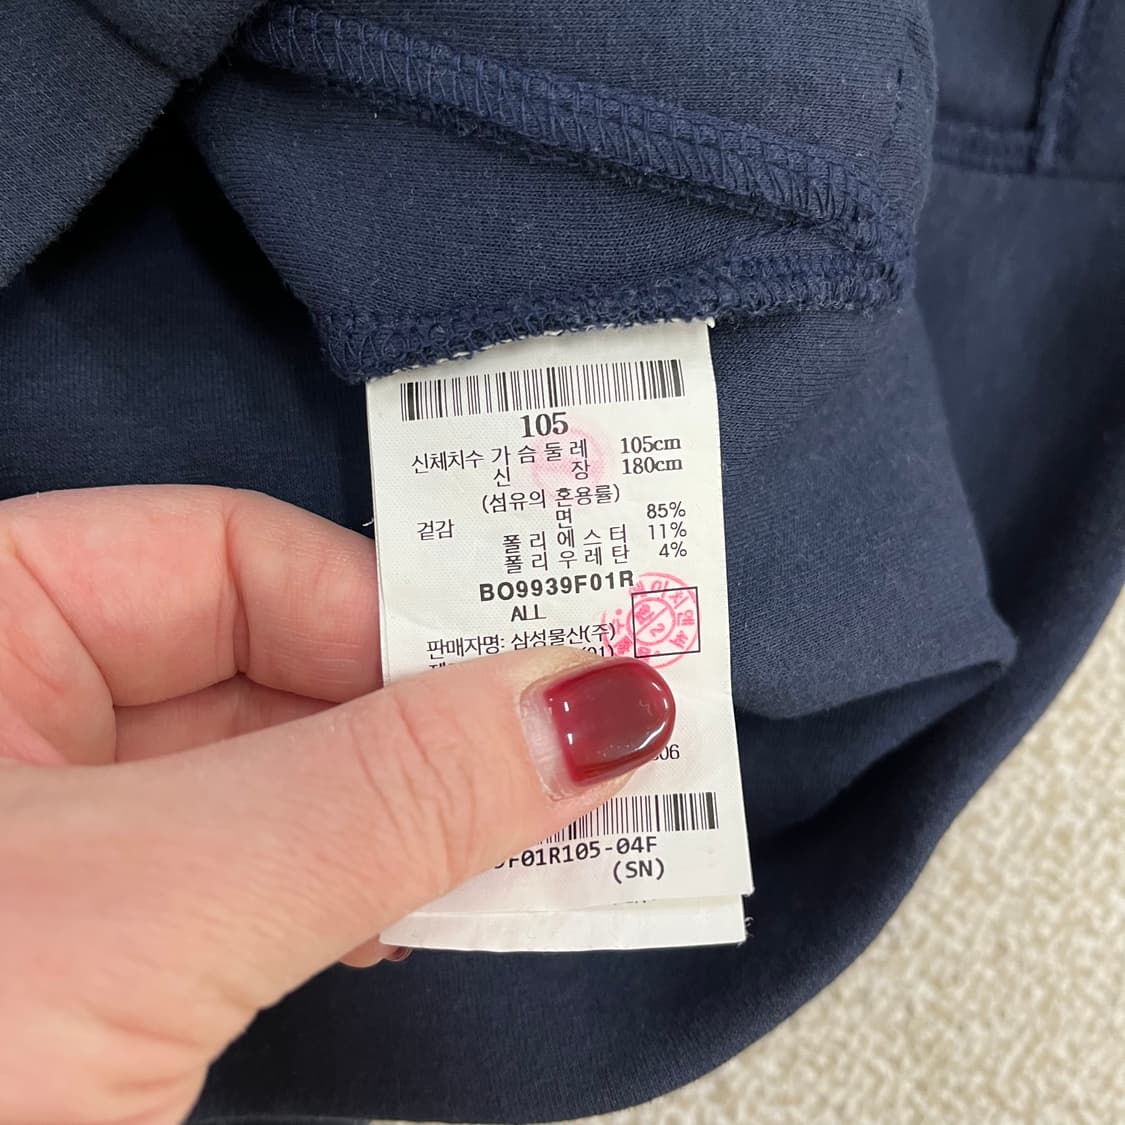 105
신체치수 가 슴 둘 레 105cm
신 장 180cm
(섬유의 혼용률)
겉감 면 85%
폴 리 에 스 터 11%
폴 리 우 레 탄 4%
BO9939F01R
ALL
판매자명: 삼성물산(주)
F01R105-04F
(SN)